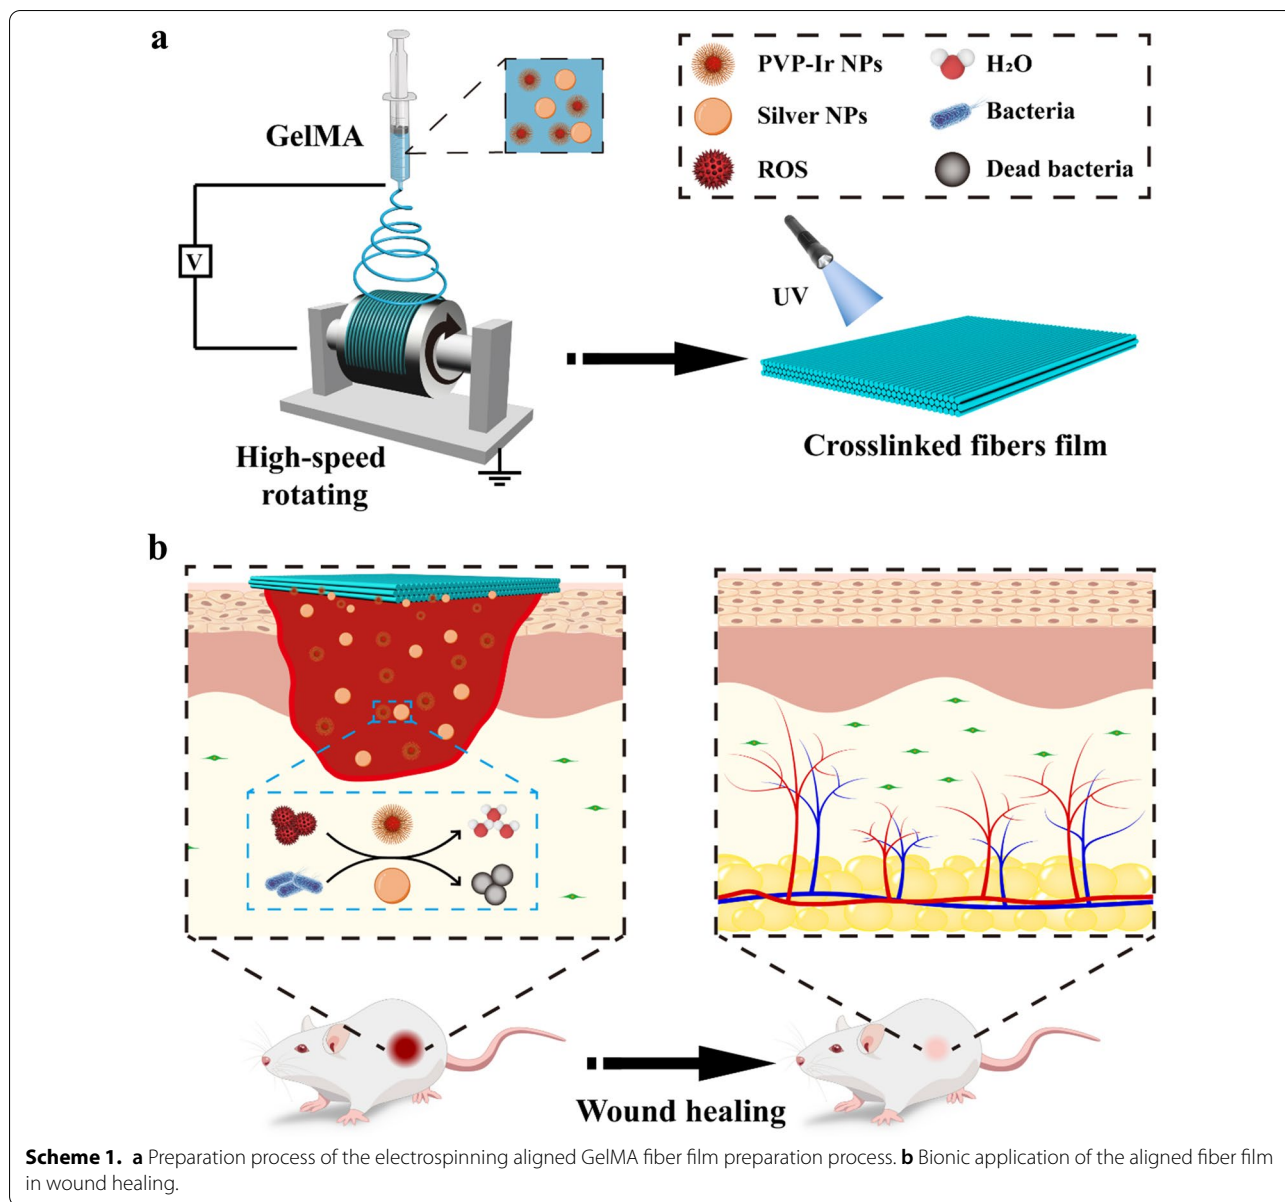 a
GelMA
PVP-Ir NPs
H₂O
Silver NPs
Bacteria
ROS
Dead bacteria
V
UV
High-speed
rotating
Crosslinked fibers film
b
Wound healing
Scheme 1. a Preparation process of the electrospinning aligned GelMA fiber film preparation process. b Bionic application of the aligned fiber film
in wound healing.